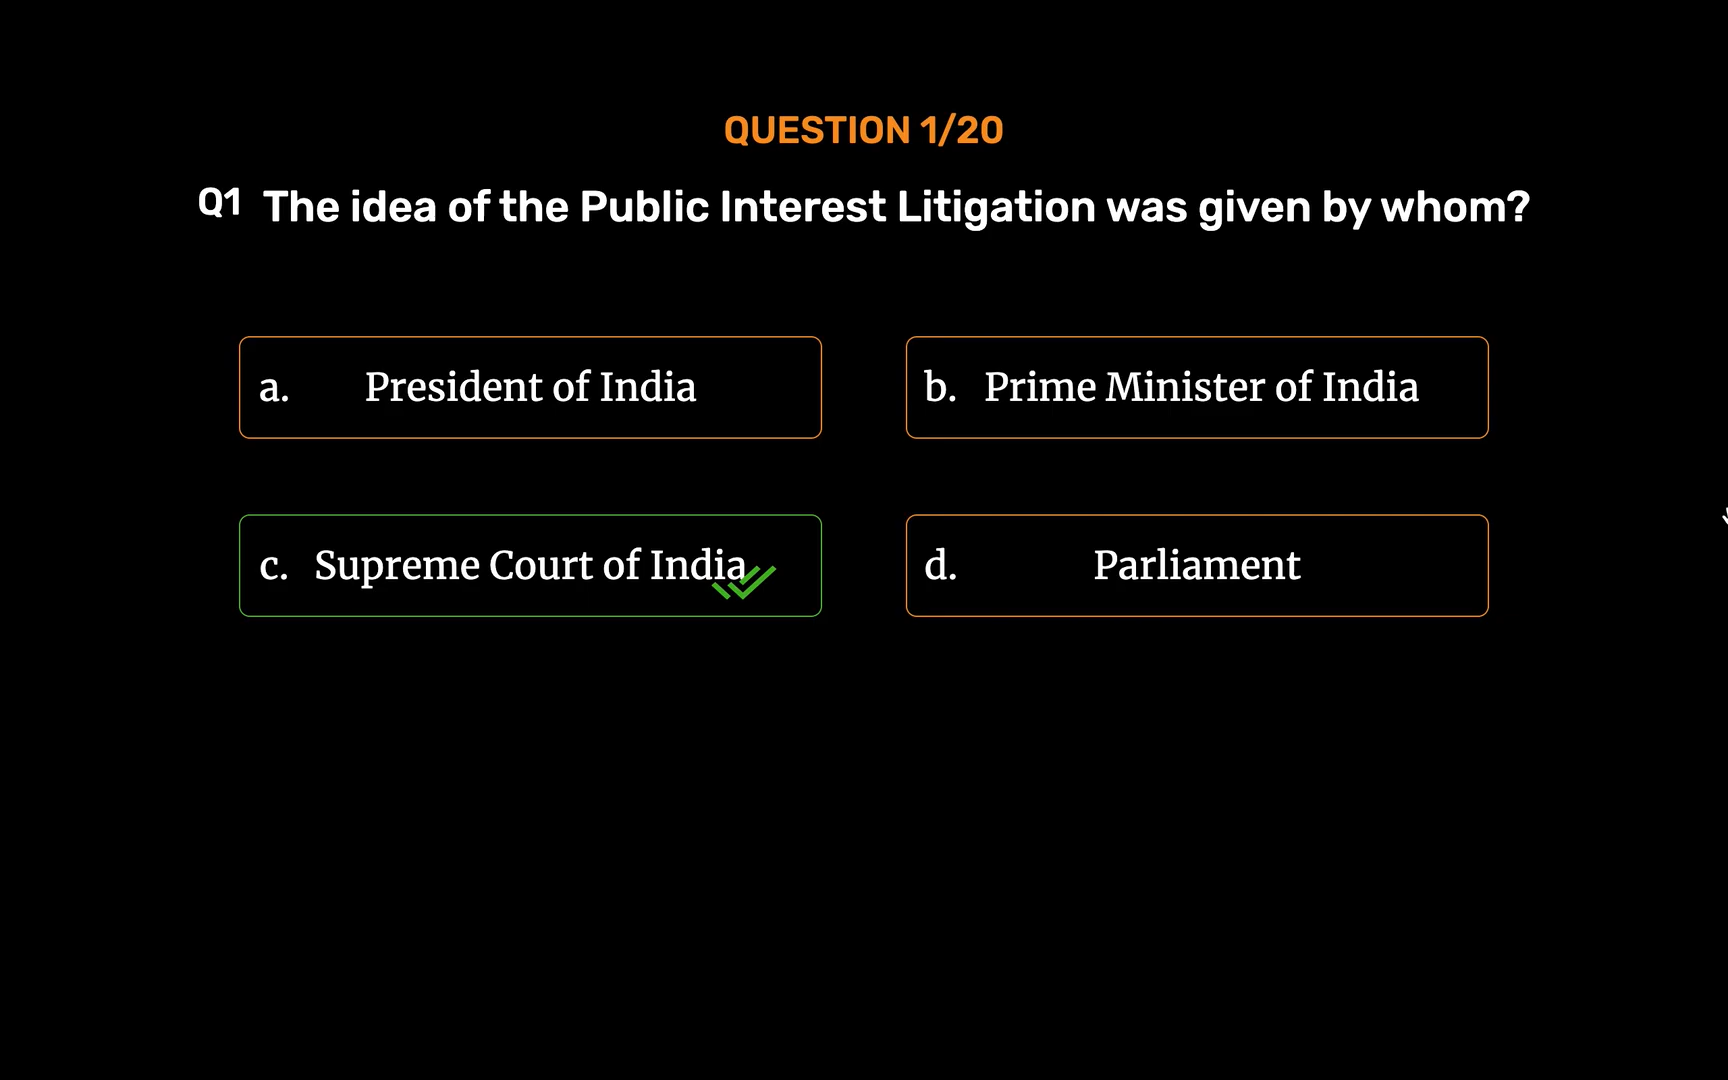 QUESTION 1/20
Q1 The idea of the Public Interest Litigation was given by whom?
a. President of India
b. Prime Minister of India
c. Supreme Court of India
d. Parliament